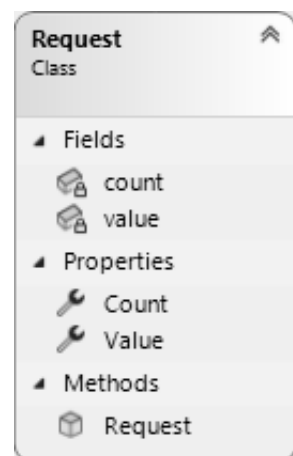 Request
Class
Fields
count
value
Properties
Count
Value
Methods
Request